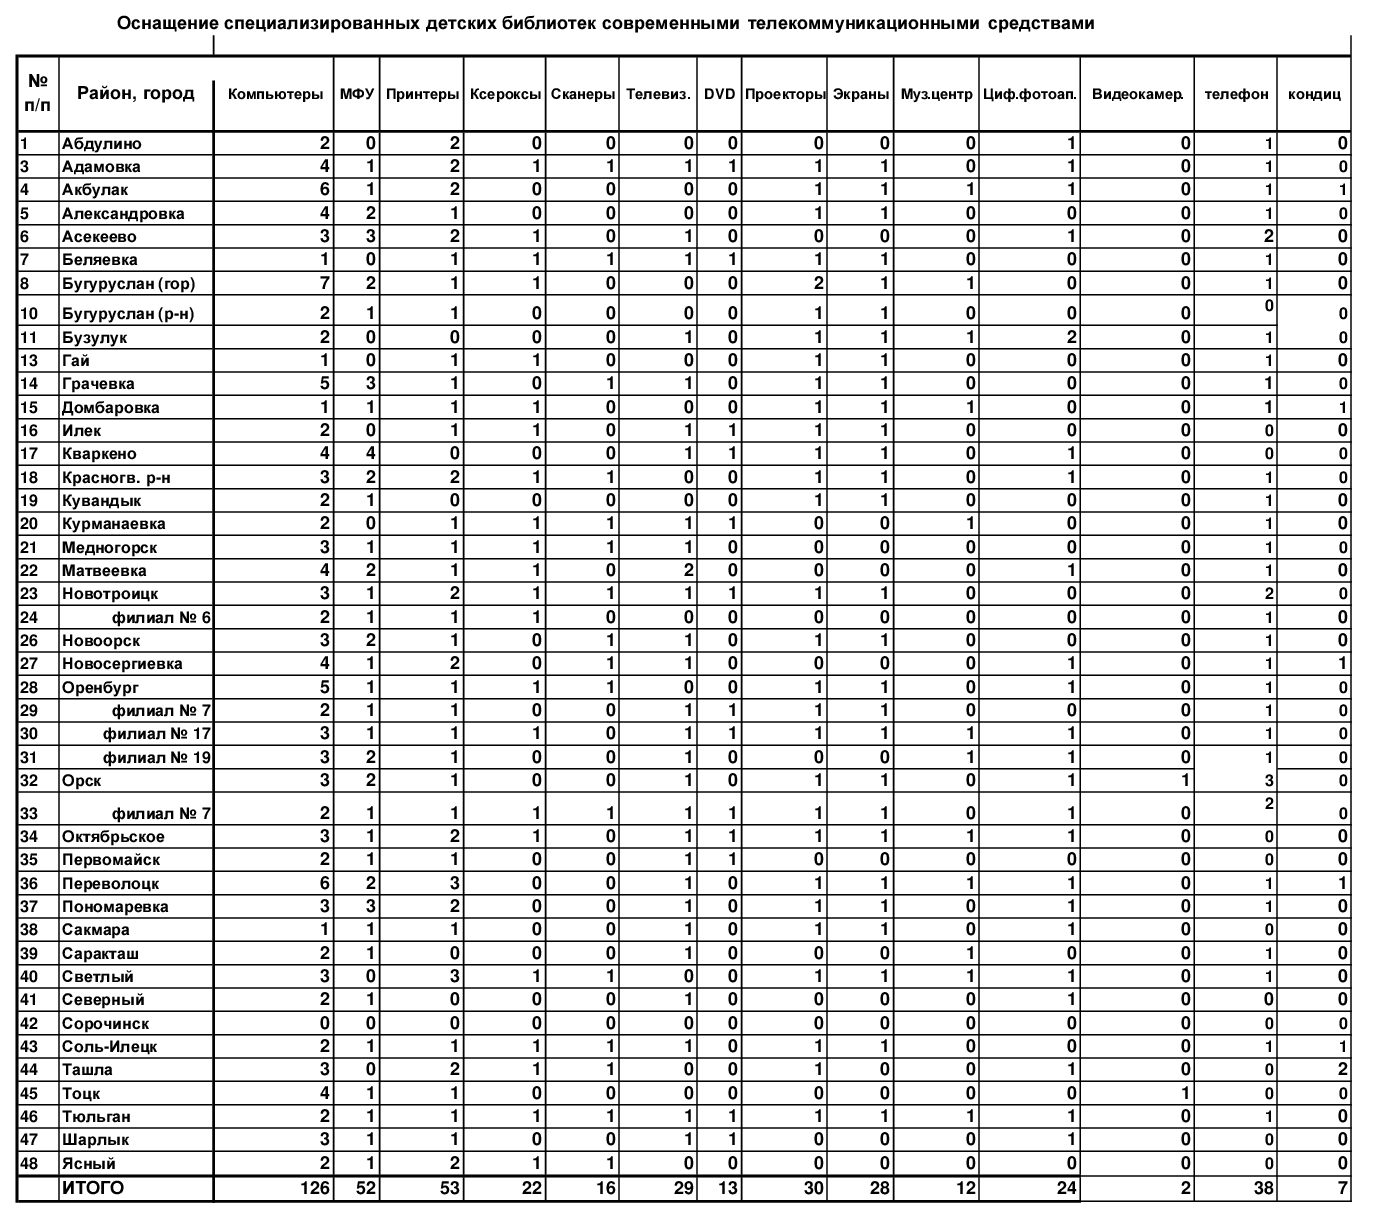 Оснащение специализированных детских библиотек современными телекоммуникационными средствами
№ п/п Район, город Компьютеры МФУ Принтеры Ксероксы Сканеры Телевиз. DVD Проекторы Экраны Муз.центр Циф.фотоап. Видеокамер. телефон кондиц
1 Абдулино 2 0 2 0 0 0 0 0 0 0 1 0 1 0
3 Адамовка 4 1 2 1 1 1 1 1 1 0 1 0 1 0
4 Акбулак 6 1 2 0 0 0 0 1 1 1 1 0 1 1
5 Александровка 4 2 1 0 0 0 0 1 1 0 0 0 1 0
6 Асекеево 3 3 2 1 0 1 0 0 0 0 1 0 2 0
7 Беляевка 1 0 1 1 1 1 1 1 1 0 0 0 1 0
8 Бугуруслан (гор) 7 2 1 1 0 0 0 2 1 1 0 0 1 0
10 Бугуруслан (р-н) 2 1 1 0 0 0 0 1 1 0 0 0 0 0
11 Бузулук 2 0 0 0 0 1 0 1 1 1 2 0 1 0
13 Гай 1 0 1 1 0 0 0 1 1 0 0 0 1 0
14 Грачевка 5 3 1 0 1 1 0 1 1 0 0 0 1 0
15 Домбаровка 1 1 1 1 0 0 0 1 1 1 0 0 1 1
16 Илек 2 0 1 1 0 1 1 1 1 0 0 0 0 0
17 Кваркено 4 4 0 0 0 1 1 1 1 0 1 0 0 0
18 Красногв. р-н 3 2 2 1 1 0 0 1 1 0 1 0 1 0
19 Кувандык 2 1 0 0 0 0 0 1 1 0 0 0 1 0
20 Курманаевка 2 0 1 1 1 1 1 0 0 1 0 0 1 0
21 Медногорск 3 1 1 1 1 1 0 0 0 0 0 0 1 0
22 Матвеевка 4 2 1 1 0 2 0 0 0 0 1 0 1 0
23 Новотроицк 3 1 2 1 1 1 1 1 1 0 0 0 2 0
24 филиал № 6 2 1 1 1 0 0 0 0 0 0 0 0 1 0
26 Новоорск 3 2 1 0 1 1 0 1 1 0 0 0 1 0
27 Новосергиевка 4 1 2 0 1 1 0 0 0 0 1 0 1 1
28 Оренбург 5 1 1 1 1 0 0 1 1 0 1 0 1 0
29 филиал № 7 2 1 1 0 0 1 1 1 1 0 0 0 1 0
30 филиал № 17 3 1 1 1 0 1 1 1 1 1 1 0 1 0
31 филиал № 19 3 2 1 0 0 1 0 0 0 1 1 0 1 0
32 Орск 3 2 1 0 0 1 0 1 1 0 1 1 3 0
33 филиал № 7 2 1 1 1 1 1 1 1 1 0 1 0 2 0
34 Октябрьское 3 1 2 1 0 1 1 1 1 1 1 0 0 0
35 Первомайск 2 1 1 0 0 1 1 0 0 0 0 0 0 0
36 Переволоцк 6 2 3 0 0 1 0 1 1 1 1 0 1 1
37 Пономаревка 3 3 2 0 0 1 0 1 1 0 1 0 1 0
38 Сакмара 1 1 1 0 0 1 0 1 1 0 1 0 0 0
39 Саракташ 2 1 0 0 0 1 0 0 0 1 0 0 1 0
40 Светлый 3 0 3 1 1 0 0 1 1 1 1 0 1 0
41 Северный 2 1 0 0 0 1 0 0 0 0 1 0 0 0
42 Сорочинск 0 0 0 0 0 0 0 0 0 0 0 0 0 0
43 Соль-Илецк 2 1 1 1 1 1 0 1 1 0 0 0 1 1
44 Ташла 3 0 2 1 1 0 0 1 0 0 1 0 0 2
45 Тоцк 4 1 1 0 0 0 0 0 0 0 0 1 0 0
46 Тюльган 2 1 1 1 1 1 1 1 1 1 1 0 1 0
47 Шарлык 3 1 1 0 0 1 1 0 0 0 1 0 0 0
48 Ясный 2 1 2 1 1 0 0 0 0 0 0 0 0 0
ИТОГО 126 52 53 22 16 29 13 30 28 12 24 2 38 7